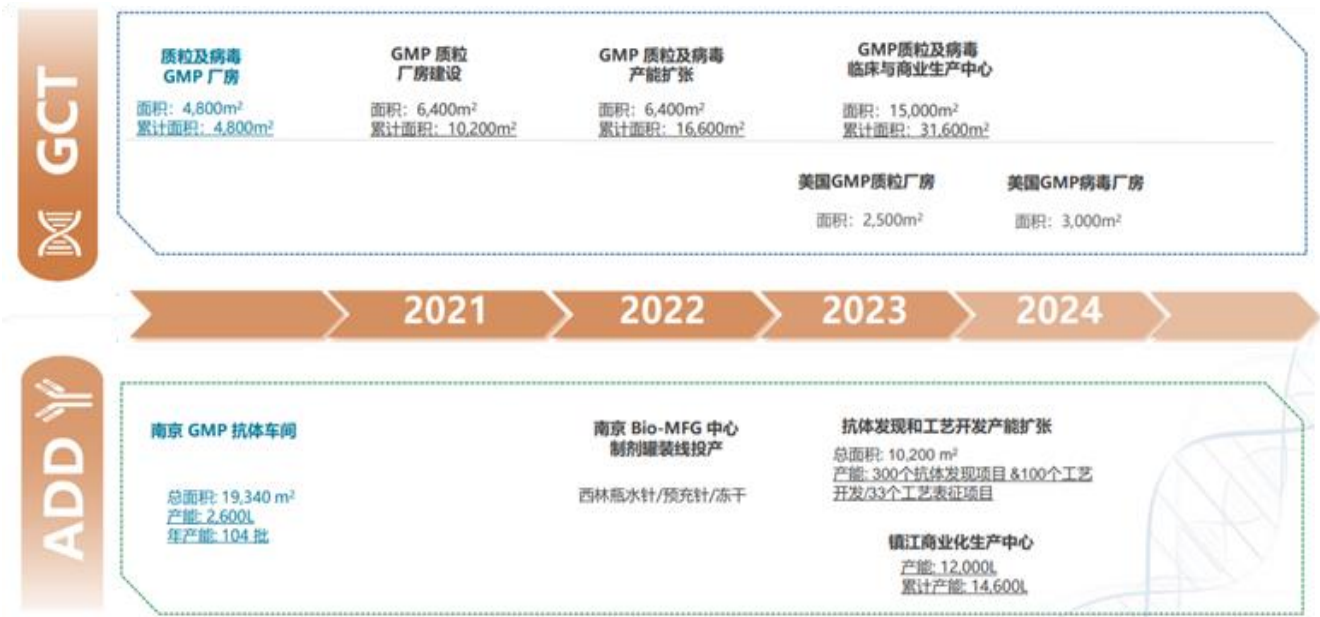 GCT
质粒及病毒
GMP 厂房
面积：4,800m²
累计面积：4,800m²
GMP 质粒
厂房建设
面积：6,400m²
累计面积：10,200m²
GMP 质粒及病毒
产能扩张
面积：6,400m²
累计面积：16,600m²
GMP质粒及病毒
临床与商业生产中心
面积：15,000m²
累计面积：31,600m²
美国GMP质粒厂房
面积：2,500m²
美国GMP病毒厂房
面积：3,000m²
2021
2022
2023
2024
ADD
南京 GMP 抗体车间
总面积: 19,340 m²
产能: 2,600L
年产能: 104 批
南京 Bio-MFG 中心
制剂罐装线投产
西林瓶水针/预充针/冻干
抗体发现和工艺开发产能扩张
总面积: 10,200 m²
产能: 300个抗体发现项目 &100个工艺
开发/33个工艺表征项目
镇江商业化生产中心
产能: 12,000L
累计产能: 14,600L